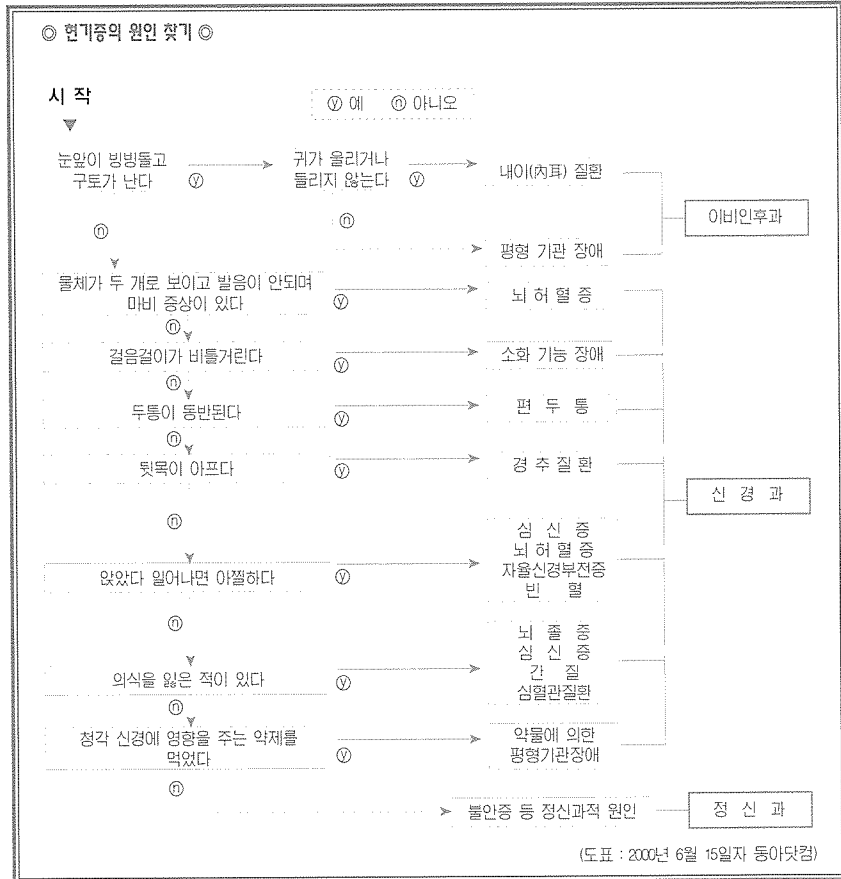 ◎ 현기증의 원인 찾기 ◎
시 작
ⓨ 예 ⓝ 아니오
눈앞이 빙빙돌고
구토가 난다
ⓨ
귀가 울리거나
들리지 않는다
ⓨ
내이(內耳) 질환
이비인후과
ⓝ
ⓝ
평형 기관 장애
물체가 두 개로 보이고 발음이 안되며
마비 증상이 있다
ⓨ
뇌 허 혈 증
ⓝ
걸음걸이가 비틀거린다
ⓨ
소화 기능 장애
ⓝ
두통이 동반된다
ⓨ
편 두 통
ⓝ
뒷목이 아프다
ⓨ
경 추 질 환
신 경 과
ⓝ
앉았다 일어나면 아찔하다
ⓨ
심 신 증
뇌 허 혈 증
자율신경부전증
빈 혈
ⓝ
의식을 잃은 적이 있다
ⓨ
뇌 졸 중
심 신 증
간 질
심혈관질환
ⓝ
청각 신경에 영향을 주는 약제를
먹었다
ⓨ
약물에 의한
평형기관장애
ⓝ
불안증 등 정신과적 원인
정 신 과
(도표 : 2000년 6월 15일자 동아닷컴)